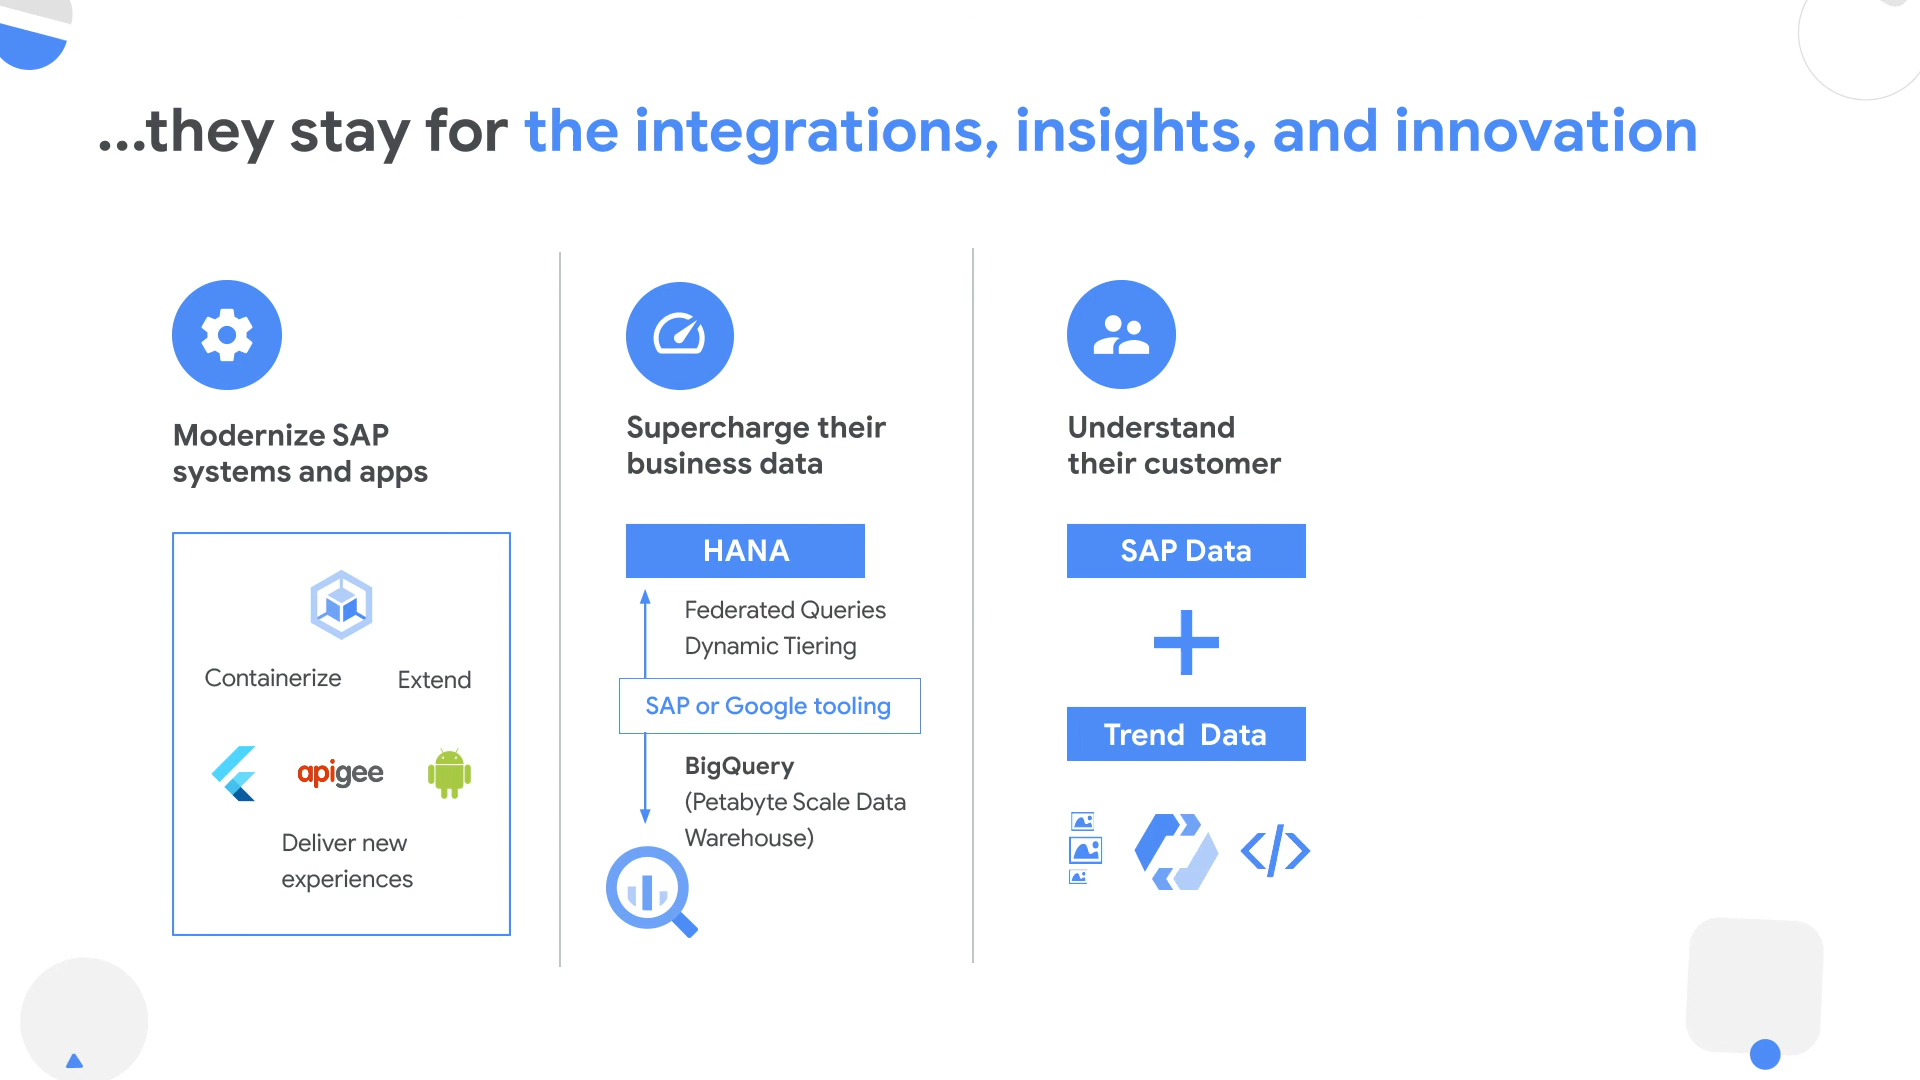 ...they stay for the integrations, insights, and innovation
Modernize SAP
systems and apps
Containerize
Extend
apigee
Deliver new
experiences
Supercharge their
business data
HANA
Federated Queries
Dynamic Tiering
SAP or Google tooling
BigQuery
(Petabyte Scale Data
Warehouse)
Understand
their customer
SAP Data
Trend Data